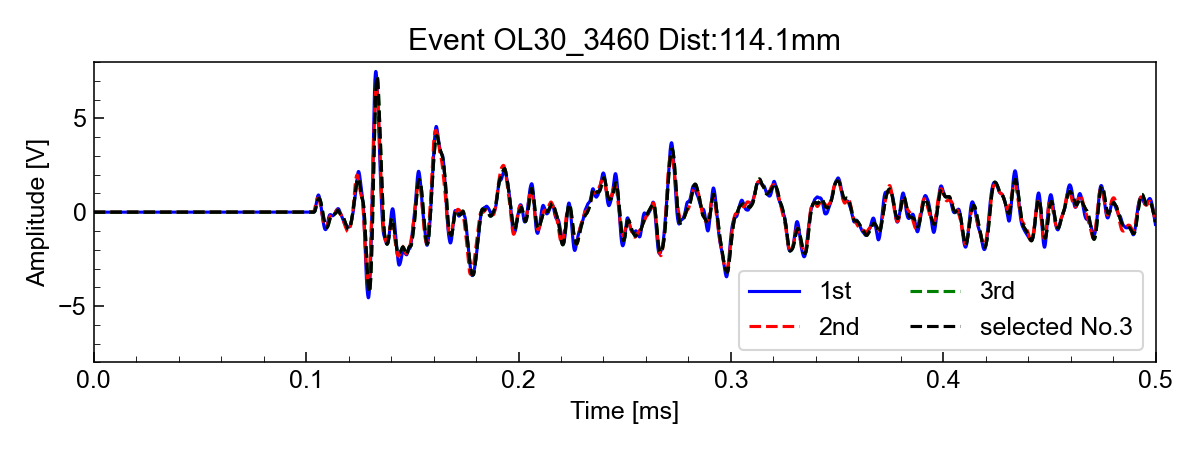 Event OL30_3460 Dist:114.1mm
Amplitude [V]
5
0
−5
0.0 0.1 0.2 0.3 0.4 0.5
Time [ms]
1st 3rd
2nd selected No.3